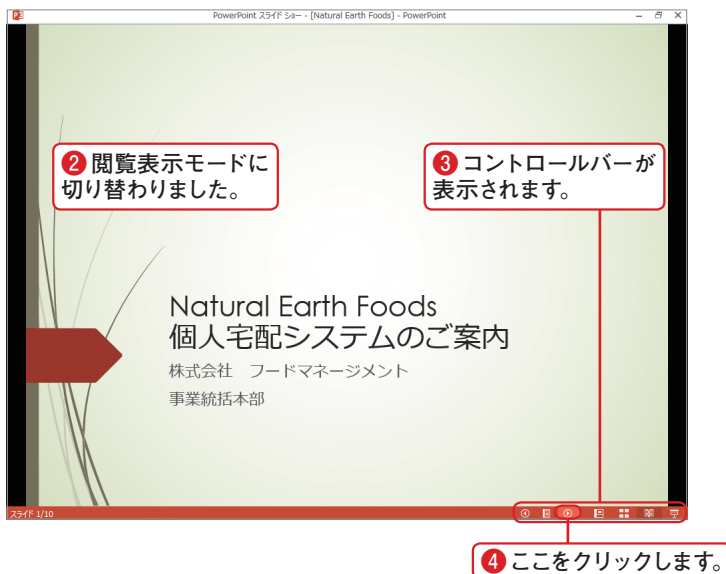 PowerPoint スライド ショー - [Natural Earth Foods] - PowerPoint
❷ 閲覧表示モードに
切り替わりました。
❸ コントロールバーが
表示されます。
Natural Earth Foods
個人宅配システムのご案内
株式会社　フードマネージメント
事業統括本部
スライド 1/10
❹ ここをクリックします。